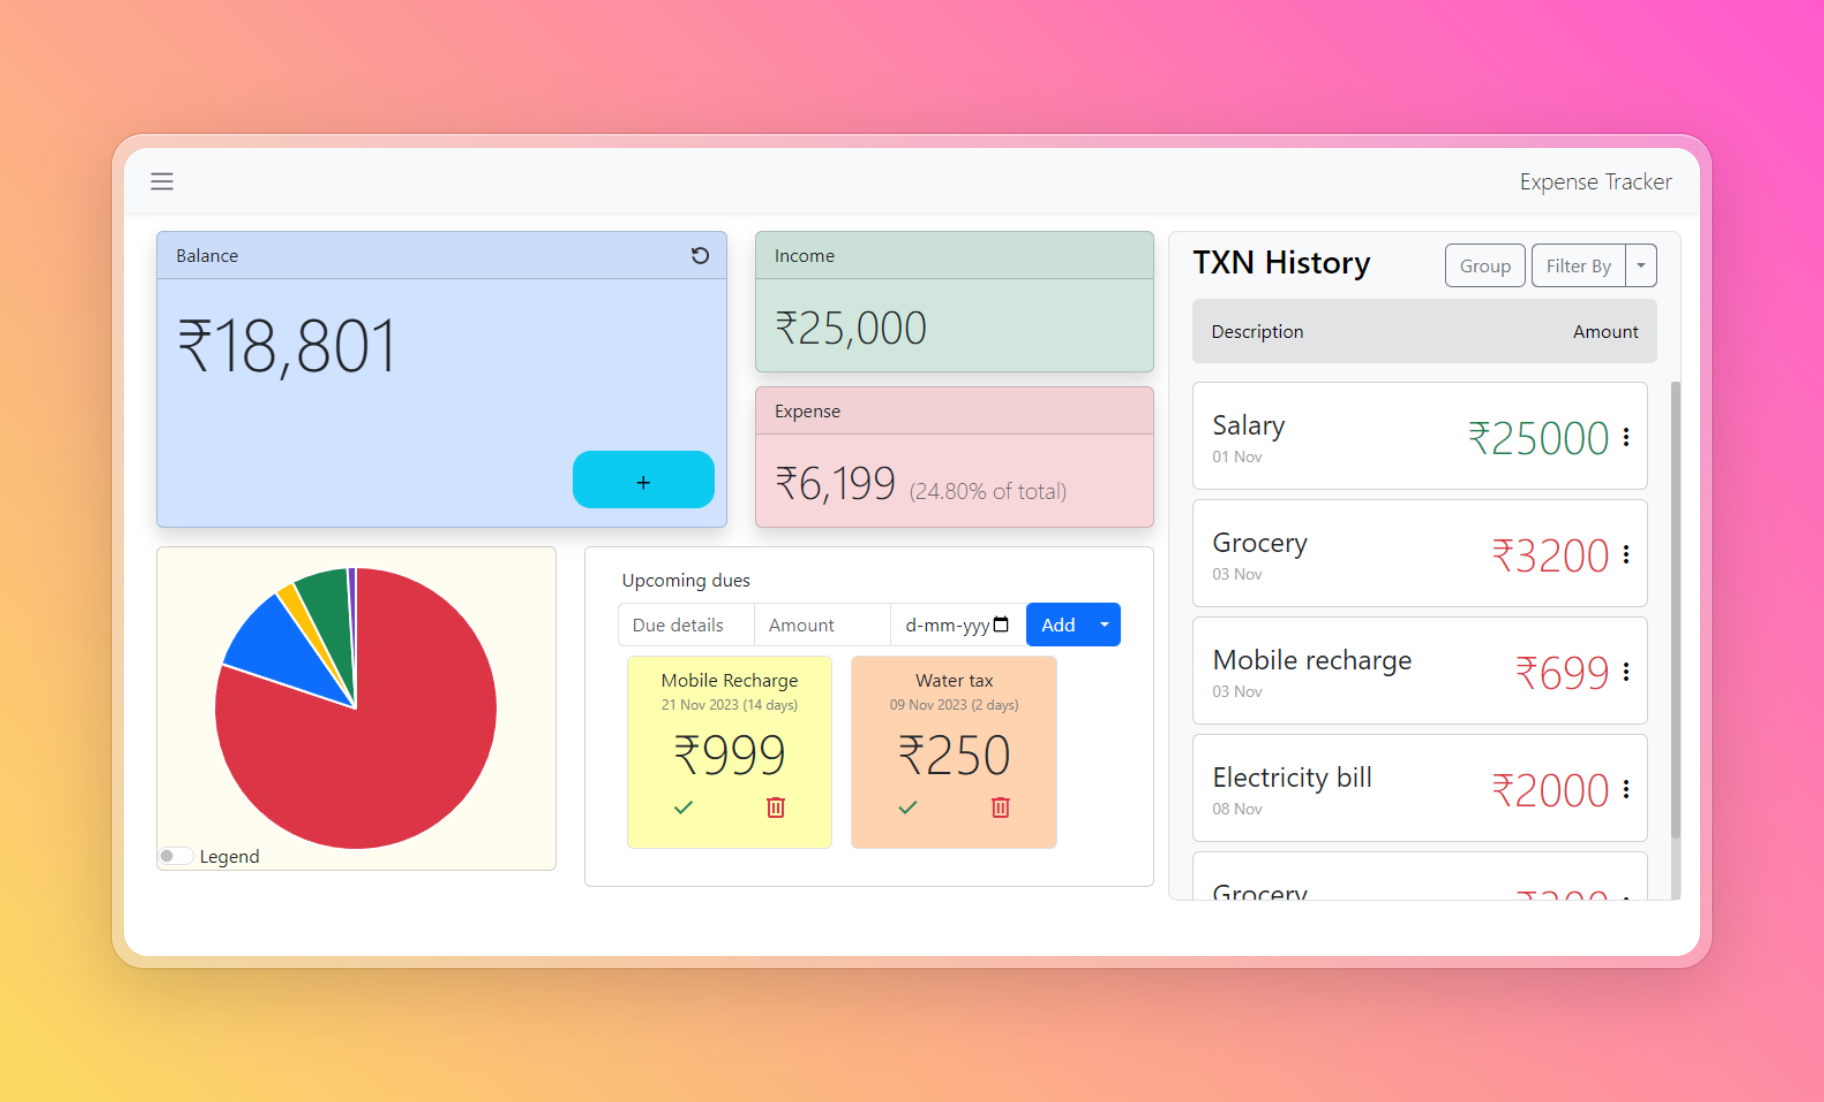 Expense Tracker
Balance
₹18,801
+
Income
₹25,000
Expense
₹6,199 (24.80% of total)
Legend
Upcoming dues
Due details Amount d-mm-yyy Add
Mobile Recharge
21 Nov 2023 (14 days)
₹999
Water tax
09 Nov 2023 (2 days)
₹250
TXN History Group Filter By
Description Amount
Salary ₹25000
01 Nov
Grocery ₹3200
03 Nov
Mobile recharge ₹699
03 Nov
Electricity bill ₹2000
08 Nov
Grocery